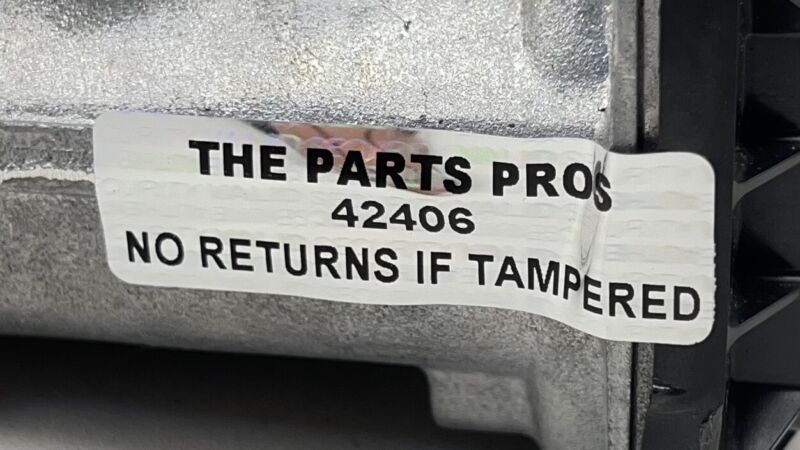 THE PARTS PROS
42406
NO RETURNS IF TAMPERED